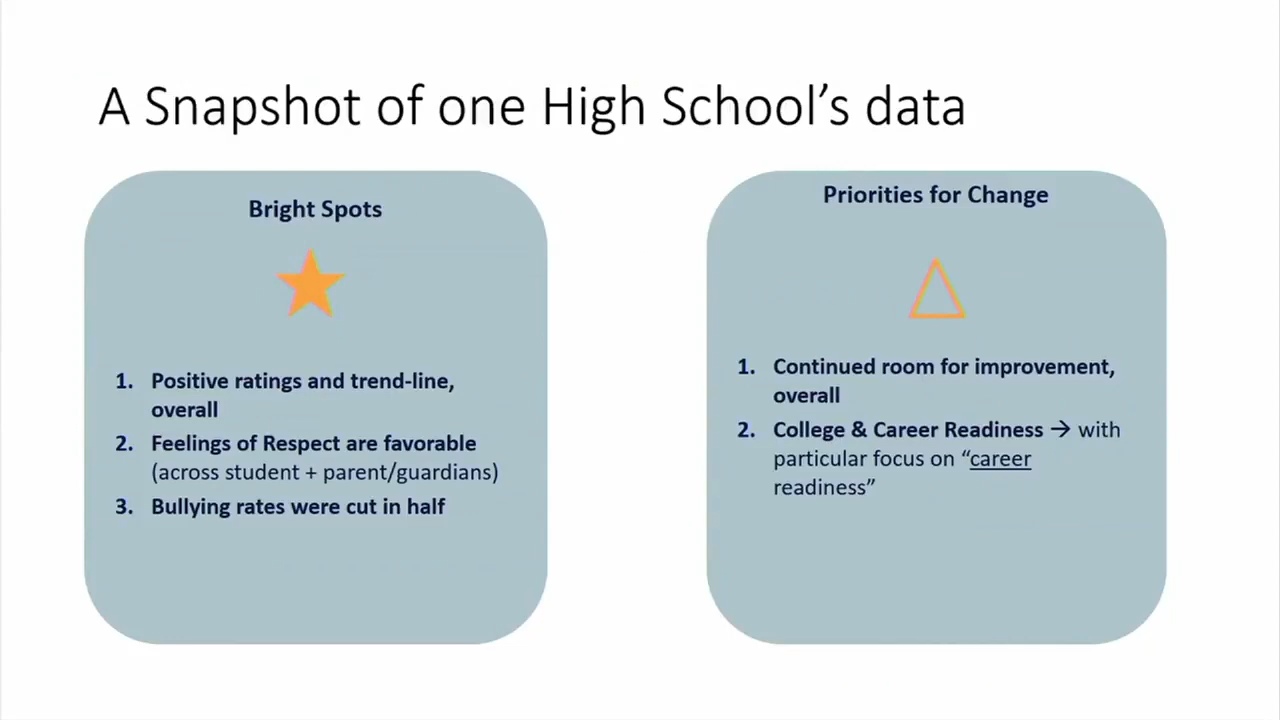 A Snapshot of one High School’s data
Bright Spots
1. Positive ratings and trend-line,
overall
2. Feelings of Respect are favorable
(across student + parent/guardians)
3. Bullying rates were cut in half
Priorities for Change
1. Continued room for improvement,
overall
2. College & Career Readiness → with
particular focus on “career
readiness”